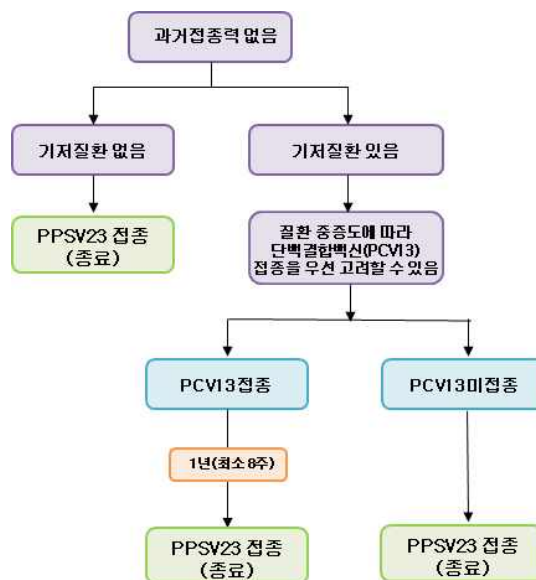 과거접종력 없음
기저질환 없음
기저질환 있음
PPSV23 접종
(종료)
질환 중증도에 따라
단백결합백신(PCV13)
접종을 우선 고려할 수 있음
PCV13접종
PCV13미접종
1년(최소 8주)
PPSV23 접종
(종료)
PPSV23 접종
(종료)